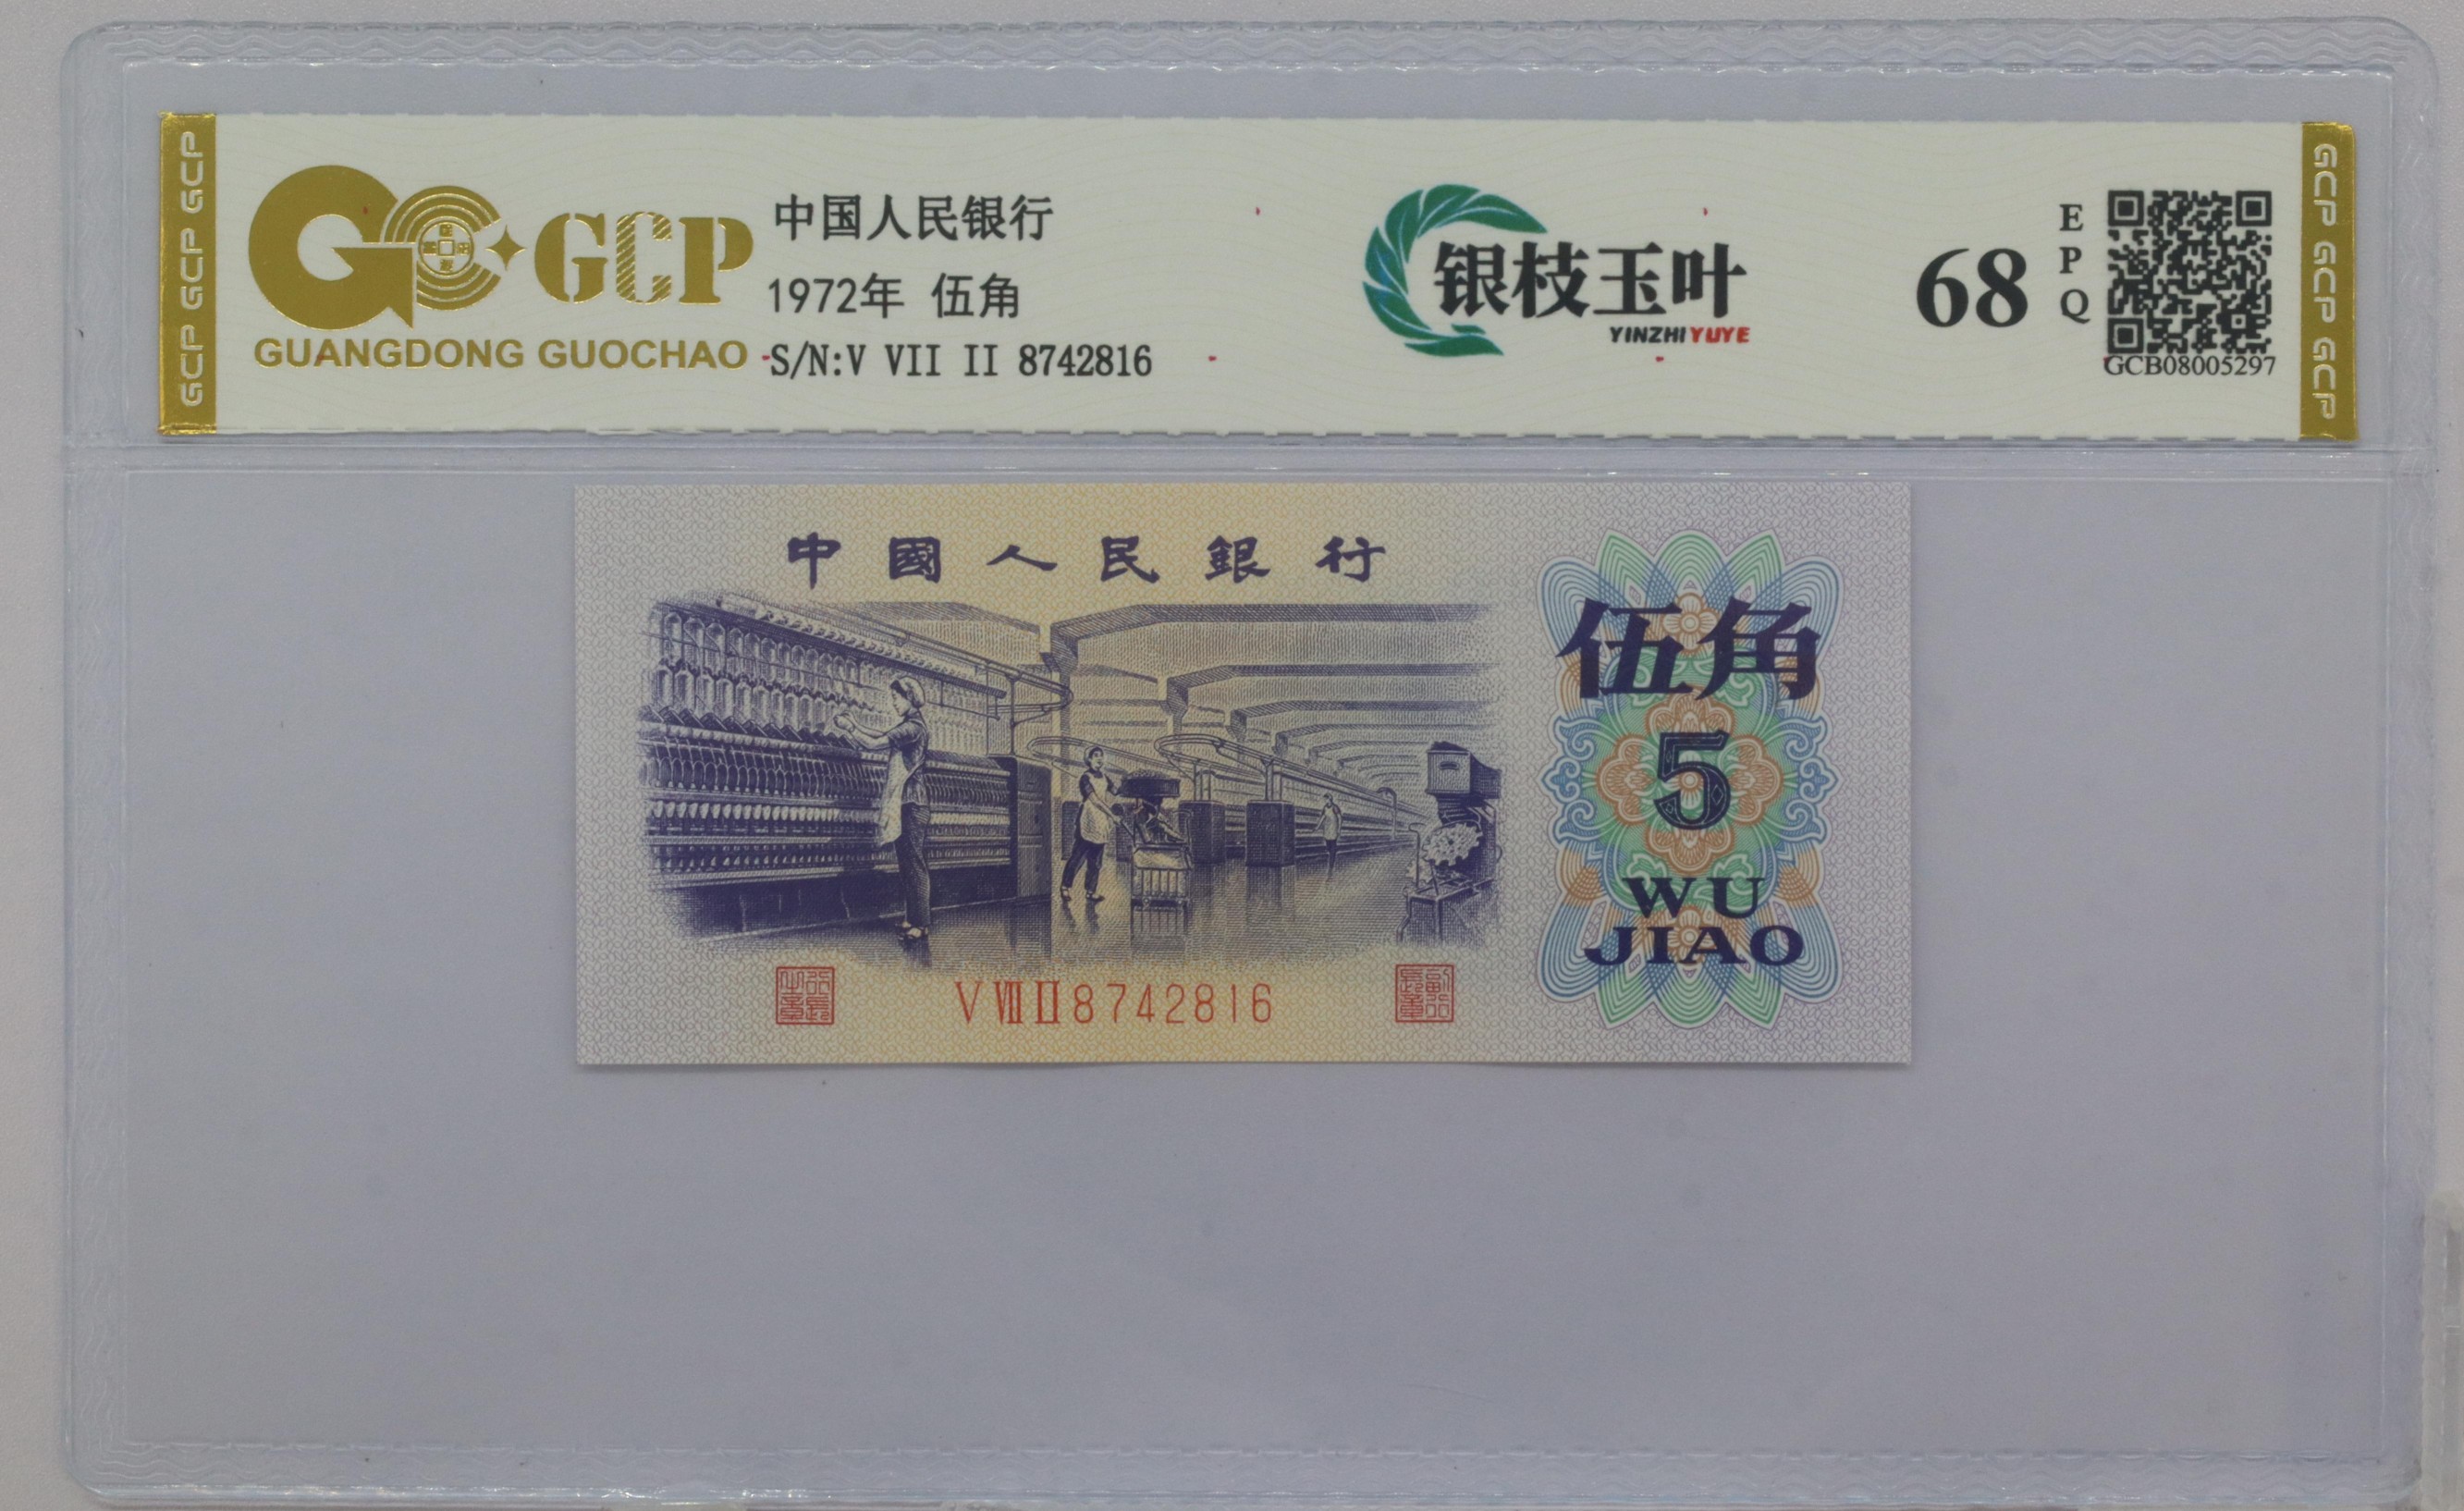 GCP GCP GCP
GCP
GUANGDONG GUOCHAO
中国人民银行
1972年 伍角
S/N:V VII II 8742816
银枝玉叶
YINZHIYUYE
68
EPQ
GCB08005297
GCP GCP GCP
中國人民銀行
伍角
5
WU
JIAO
V VII II 8742816